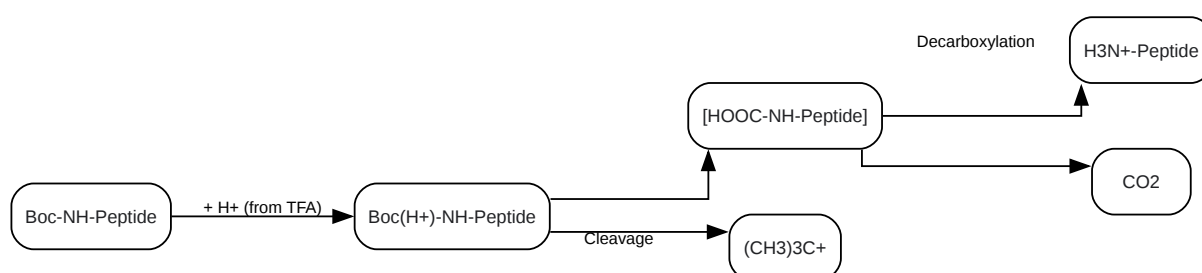 Decarboxylation
H3N+-Peptide
[HOOC-NH-Peptide]
CO2
Boc-NH-Peptide
+ H+ (from TFA)
Boc(H+)-NH-Peptide
Cleavage
(CH3)3C+